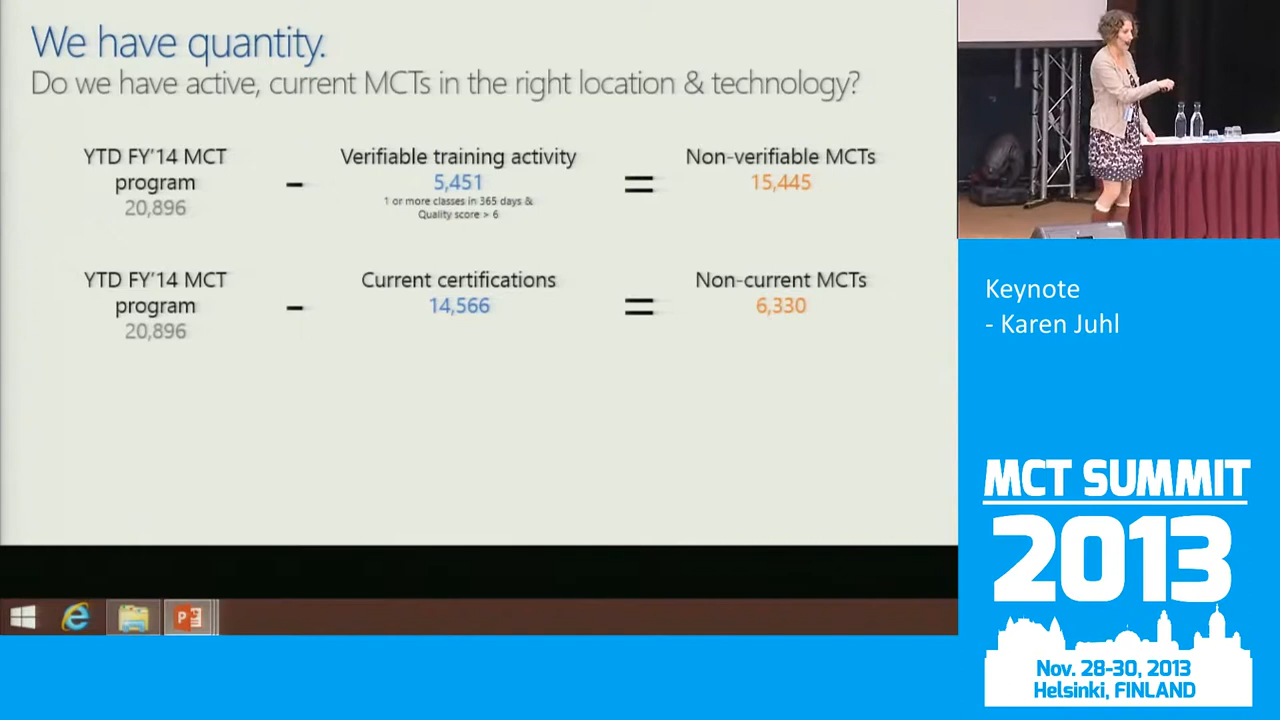 We have quantity.
Do we have active, current MCTs in the right location & technology?
YTD FY'14 MCT
program
20,896
-
Verifiable training activity
5,451
1 or more classes in 365 days &
Quality score > 6
=
Non-verifiable MCTs
15,445
YTD FY'14 MCT
program
20,896
-
Current certifications
14,566
=
Non-current MCTs
6,330
Keynote
- Karen Juhl
MCT SUMMIT
2013
Nov. 28-30, 2013
Helsinki, FINLAND